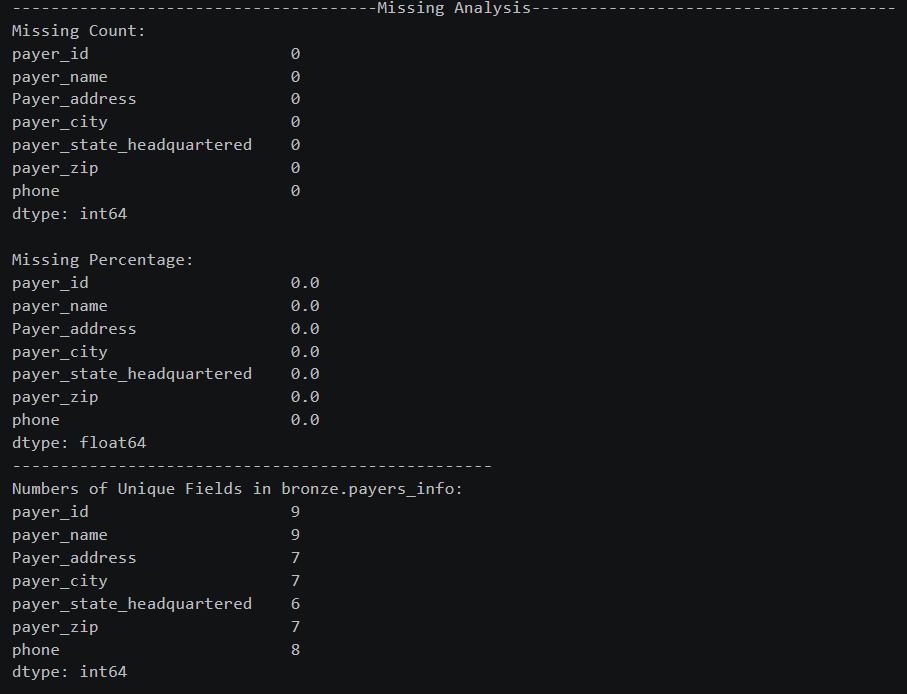 --------------------------------------Missing Analysis--------------------------------------
Missing Count:
payer_id                     0
payer_name                   0
Payer_address                0
payer_city                   0
payer_state_headquartered    0
payer_zip                    0
phone                        0
dtype: int64

Missing Percentage:
payer_id                     0.0
payer_name                   0.0
Payer_address                0.0
payer_city                   0.0
payer_state_headquartered    0.0
payer_zip                    0.0
phone                        0.0
dtype: float64
--------------------------------------------------
Numbers of Unique Fields in bronze.payers_info:
payer_id                     9
payer_name                   9
Payer_address                7
payer_city                   7
payer_state_headquartered    6
payer_zip                    7
phone                        8
dtype: int64